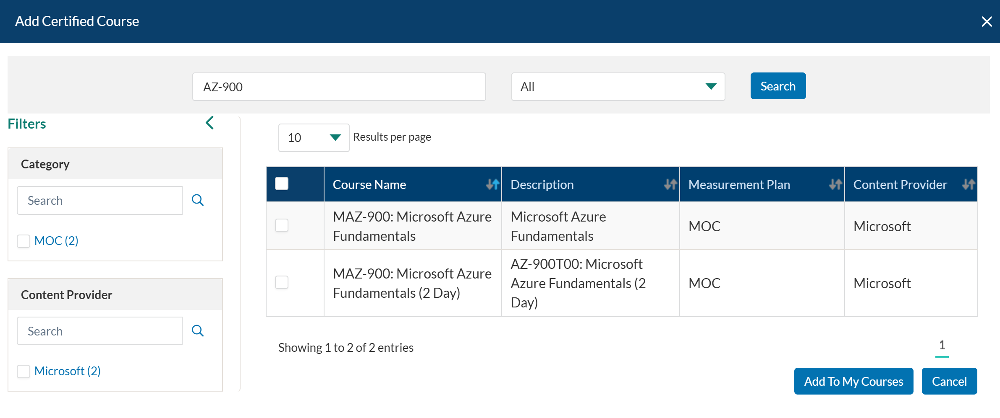 Add Certified Course
AZ-900
All
Search
Filters
Category
Search
MOC (2)
Content Provider
Search
Microsoft (2)
10
Results per page
Course Name
Description
Measurement Plan
Content Provider
MAZ-900: Microsoft Azure
Fundamentals
Microsoft Azure
Fundamentals
MOC
Microsoft
MAZ-900: Microsoft Azure
Fundamentals (2 Day)
AZ-900T00: Microsoft
Azure Fundamentals (2
Day)
MOC
Microsoft
Showing 1 to 2 of 2 entries
1
Add To My Courses
Cancel